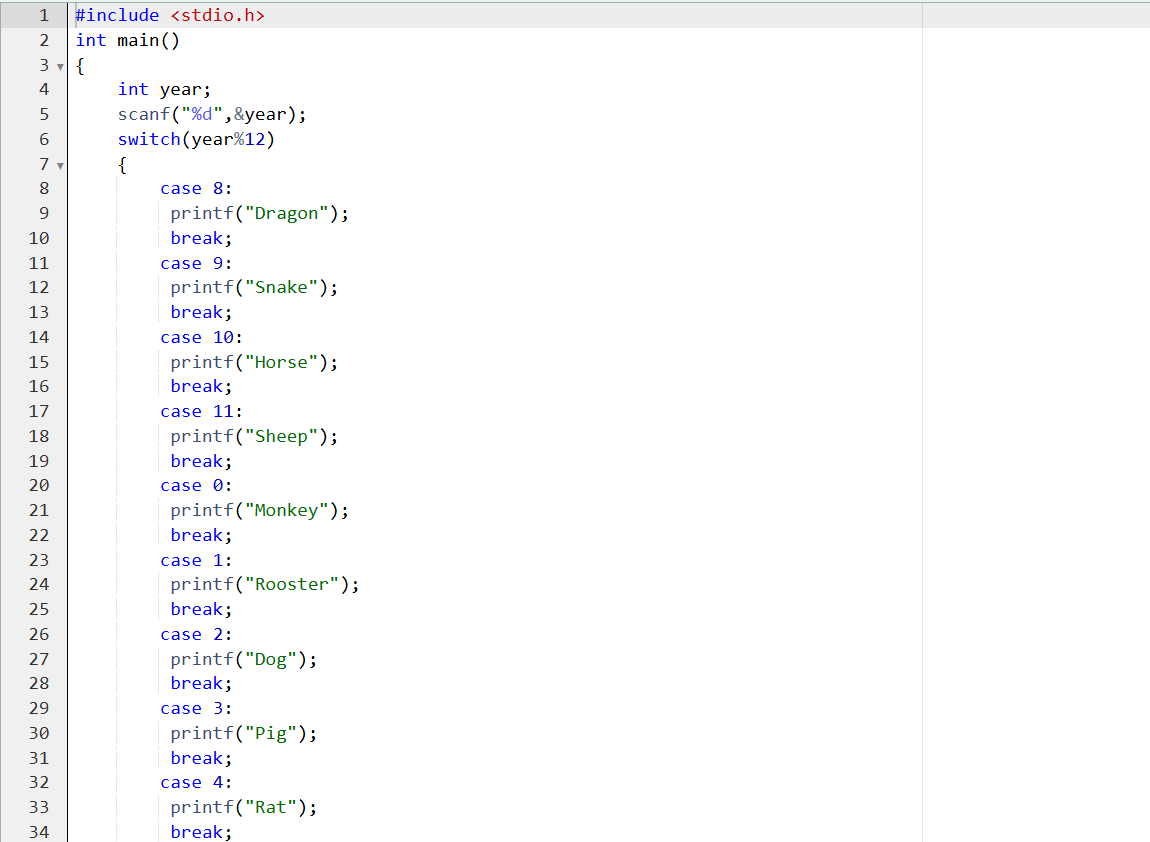 1 #include <stdio.h>
2 int main()
3 {
4 int year;
5 scanf("%d",&year);
6 switch(year%12)
7 {
8 case 8:
9 printf("Dragon");
10 break;
11 case 9:
12 printf("Snake");
13 break;
14 case 10:
15 printf("Horse");
16 break;
17 case 11:
18 printf("Sheep");
19 break;
20 case 0:
21 printf("Monkey");
22 break;
23 case 1:
24 printf("Rooster");
25 break;
26 case 2:
27 printf("Dog");
28 break;
29 case 3:
30 printf("Pig");
31 break;
32 case 4:
33 printf("Rat");
34 break;